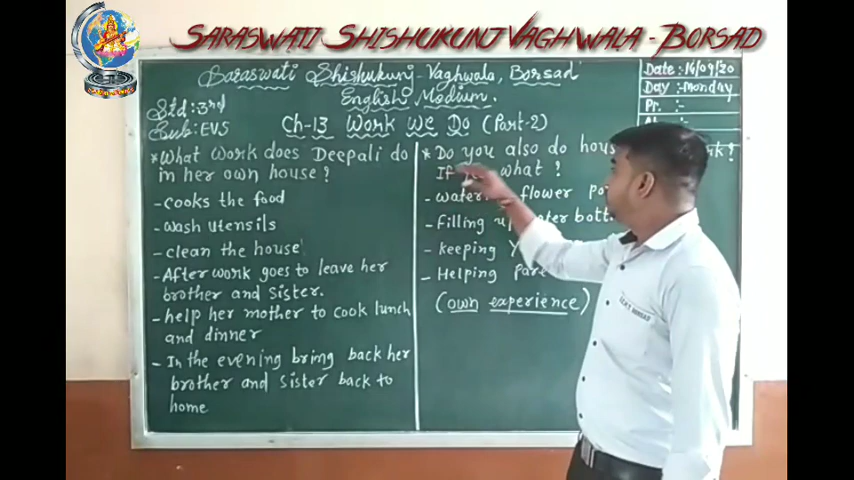 SARASWATI SHISHUKUNJ VAGHWALA - BORSAD
Saraswati Shishukunj-Vaghwala, Borsad
English Medium.
Date :- 14/09/20
Day :- Monday
Pr. :-
Std : 3rd
Sub : EVS
Ch-13 Work We Do (Part-2)
*What work does Deepali do
in her own house?
- cooks the food
- wash utensils
- clean the house
- After work goes to leave her
brother and sister.
- help her mother to cook lunch
and dinner
- In the evening bring back her
brother and sister back to
home
* Do you also do
If what ?
- flower
- Filling up
- keeping
- Helping
(own experience)